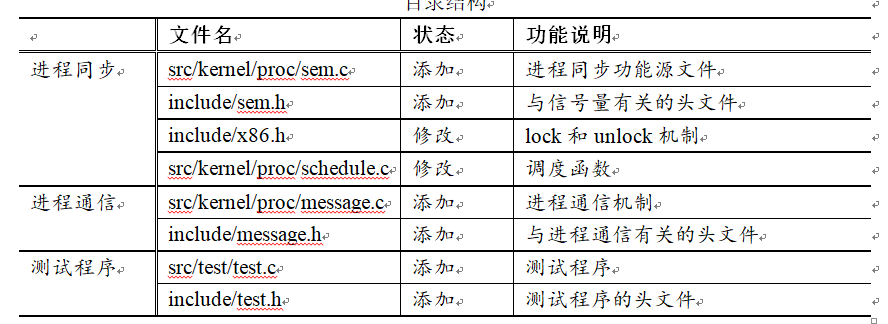 目录结构
文件名 状态 功能说明
进程同步 src/kernel/proc/sem.c 添加 进程同步功能源文件
include/sem.h 添加 与信号量有关的头文件
include/x86.h 修改 lock 和 unlock 机制
src/kernel/proc/schedule.c 修改 调度函数
进程通信 src/kernel/proc/message.c 添加 进程通信机制
include/message.h 添加 与进程通信有关的头文件
测试程序 src/test/test.c 添加 测试程序
include/test.h 添加 测试程序的头文件